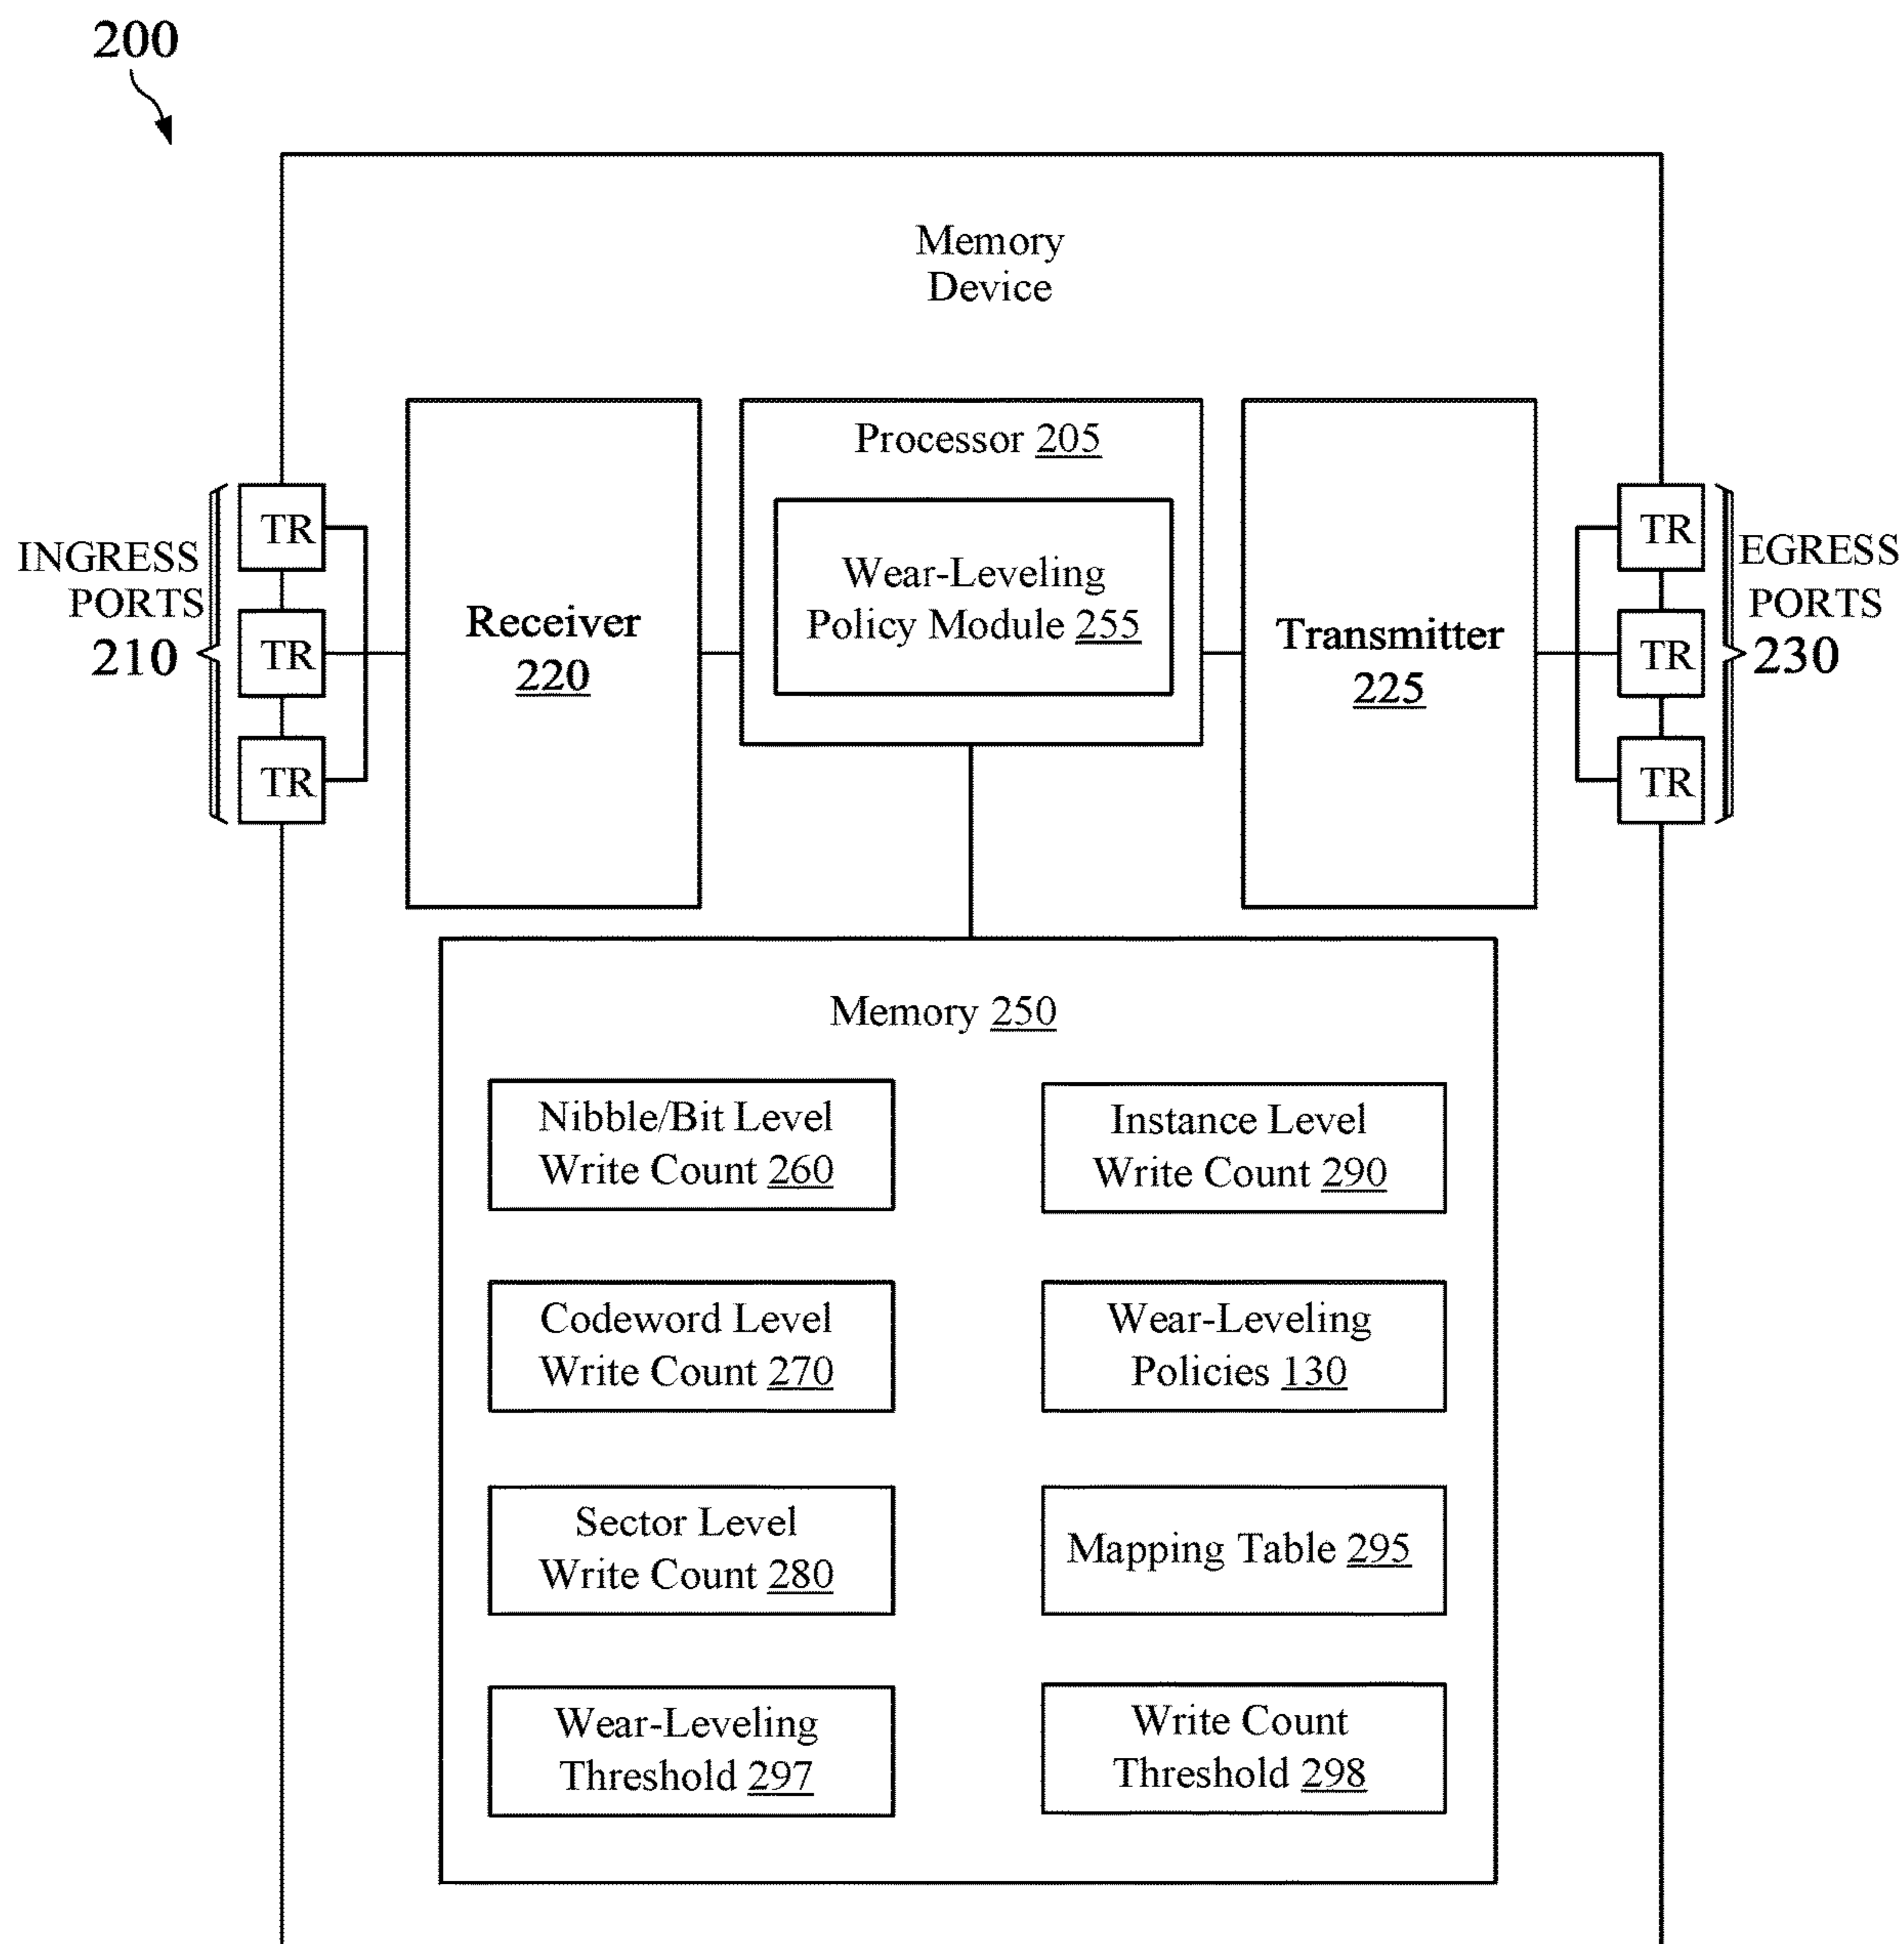 200
Memory
Device
Processor 205
Wear-Leveling
Policy Module 255
INGRESS
PORTS
210
TR
TR
TR
Receiver
220
Transmitter
225
TR
TR
TR
EGRESS
PORTS
230
Memory 250
Nibble/Bit Level
Write Count 260
Instance Level
Write Count 290
Codeword Level
Write Count 270
Wear-Leveling
Policies 130
Sector Level
Write Count 280
Mapping Table 295
Wear-Leveling
Threshold 297
Write Count
Threshold 298